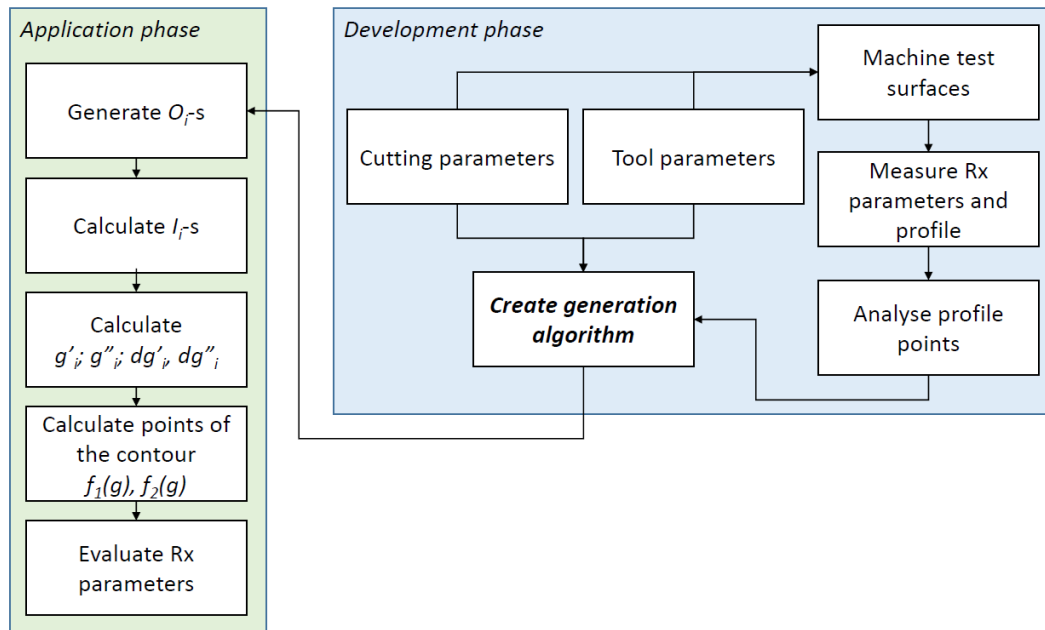 Application phase
Generate Oᵢ-s
Calculate Iᵢ-s
Calculate
g'ᵢ; g"ᵢ; dg'ᵢ, dg"ᵢ
Calculate points of
the contour
f₁(g), f₂(g)
Evaluate Rx
parameters
Development phase
Cutting parameters
Tool parameters
Create generation
algorithm
Machine test
surfaces
Measure Rx
parameters and
profile
Analyse profile
points